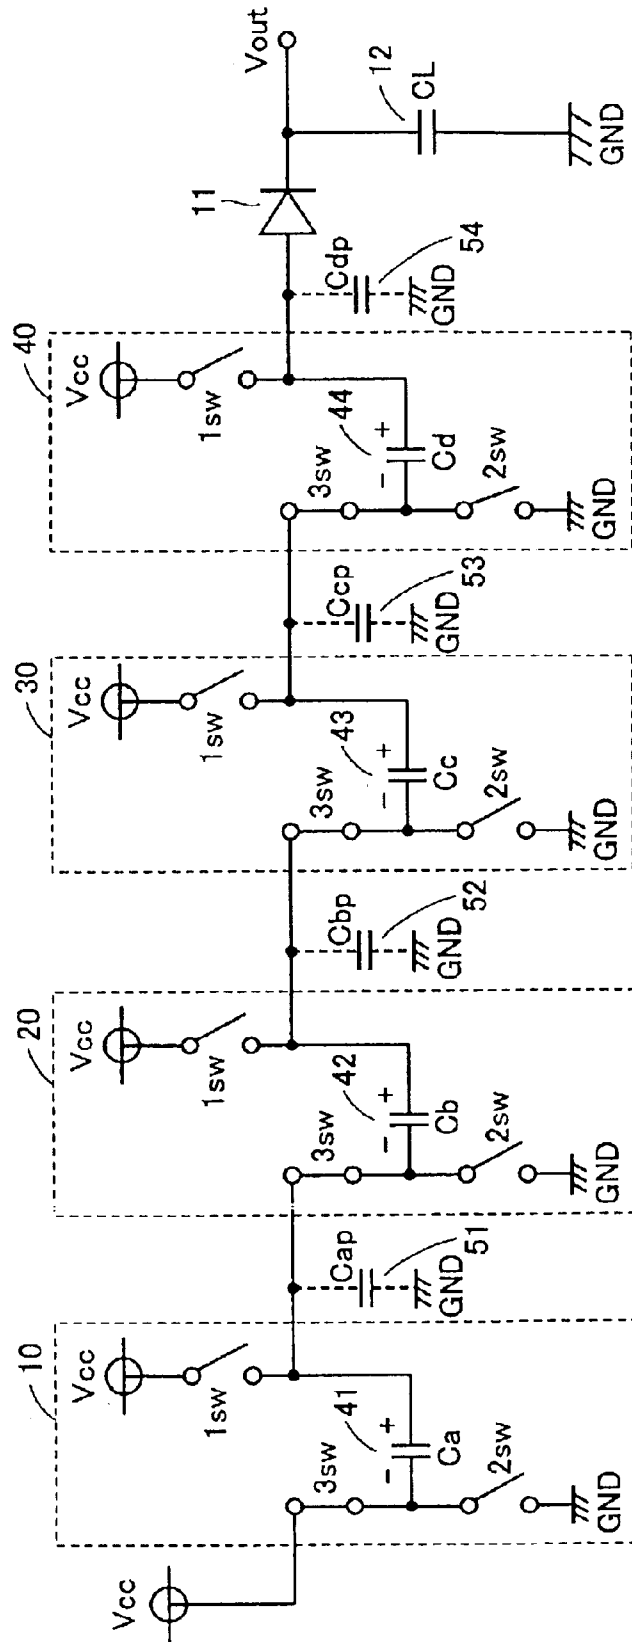 Vcc
10
Vcc
1sw
3sw
41
- +
Ca
2sw
GND
Cap
51
GND
20
Vcc
1sw
3sw
42
- +
Cb
2sw
GND
Cbp
52
GND
30
Vcc
1sw
3sw
43
- +
Cc
2sw
GND
Ccp
53
GND
40
Vcc
1sw
3sw
44
- +
Cd
2sw
GND
Cdp
54
GND
11
Vout
12
CL
GND